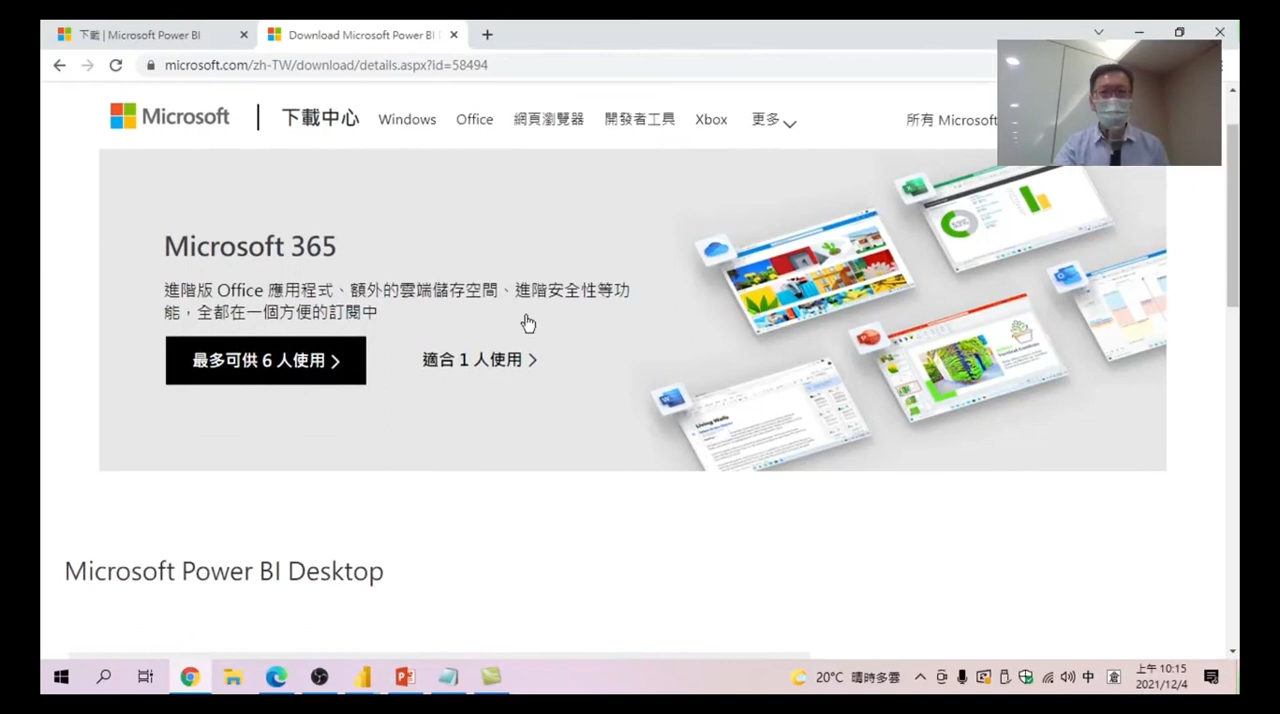 下載 | Microsoft Power BI
Download Microsoft Power BI
microsoft.com/zh-TW/download/details.aspx?id=58494
Microsoft
下載中心
Windows
Office
網頁瀏覽器
開發者工具
Xbox
更多
所有 Microsoft
Microsoft 365
進階版 Office 應用程式、額外的雲端儲存空間、進階安全性等功
能，全都在一個方便的訂閱中
最多可供 6 人使用
適合 1 人使用
Living Walls
53%
Microsoft Power BI Desktop
20°C 晴時多雲
中
倉
上午 10:15
2021/12/4